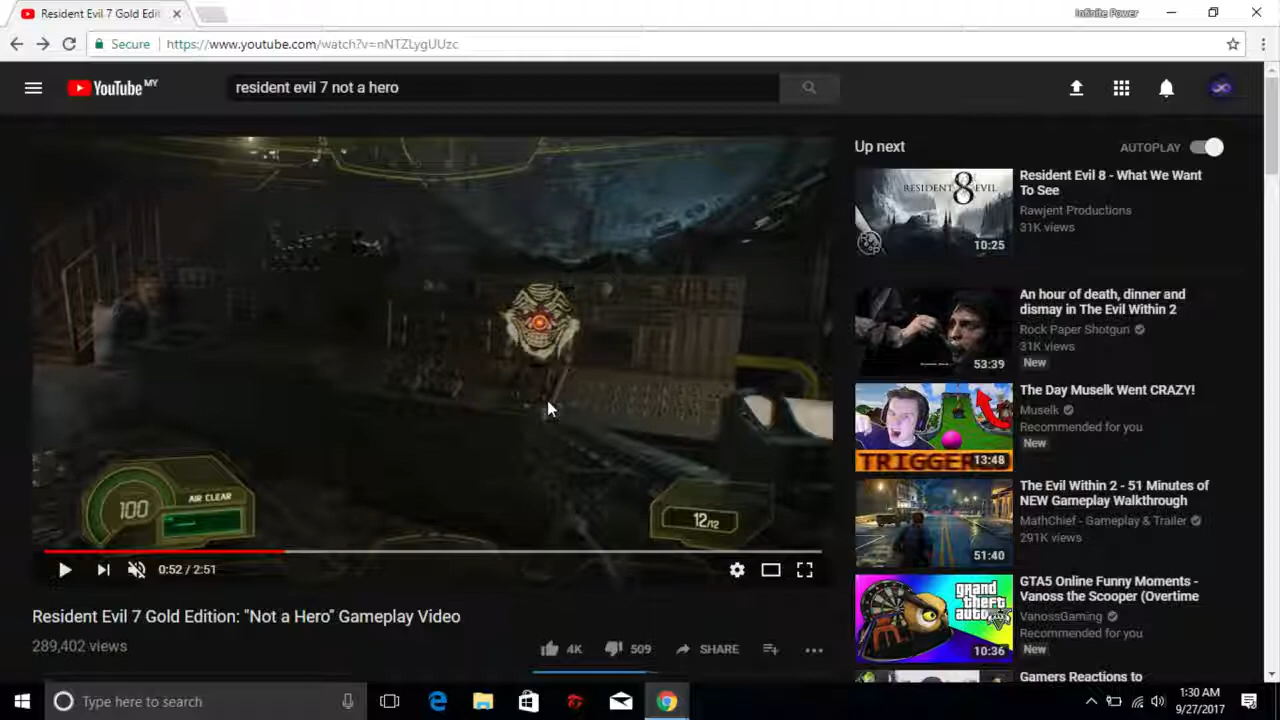 Resident Evil 7 Gold Edit
Infinite Power
Secure
https://www.youtube.com/watch?v=nNTZLygUUzc
YouTube MY
resident evil 7 not a hero
Up next
AUTOPLAY
RESIDENT EVIL
8
10:25
Resident Evil 8 - What We Want
To See
Rawjent Productions
31K views
53:39
An hour of death, dinner and
dismay in The Evil Within 2
Rock Paper Shotgun
31K views
New
TRIGGERED
13:48
The Day Muselk Went CRAZY!
Muselk
Recommended for you
New
51:40
The Evil Within 2 - 51 Minutes of
NEW Gameplay Walkthrough
MathChief - Gameplay & Trailer
291K views
grand
theft
auto
10:36
GTA5 Online Funny Moments -
Vanoss the Scooper (Overtime
VanossGaming
Recommended for you
New
Gamers Reactions to
100
AIR CLEAR
12/12
0:52 / 2:51
Resident Evil 7 Gold Edition: "Not a Hero" Gameplay Video
289,402 views
4K
509
SHARE
Type here to search
1:30 AM
9/27/2017